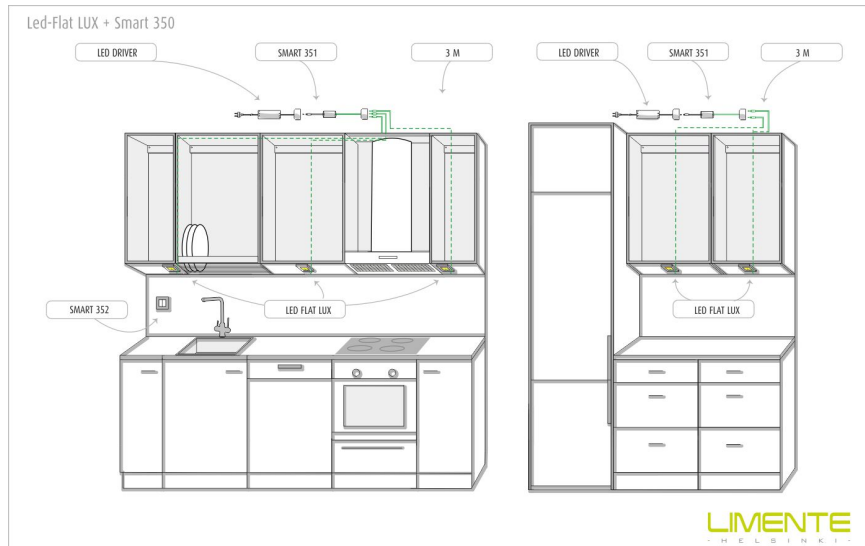 Led-Flat LUX + Smart 350
LED DRIVER
SMART 351
3 M
LED DRIVER
SMART 351
3 M
SMART 352
LED FLAT LUX
LED FLAT LUX
LIMENTE
· HELSINKI ·